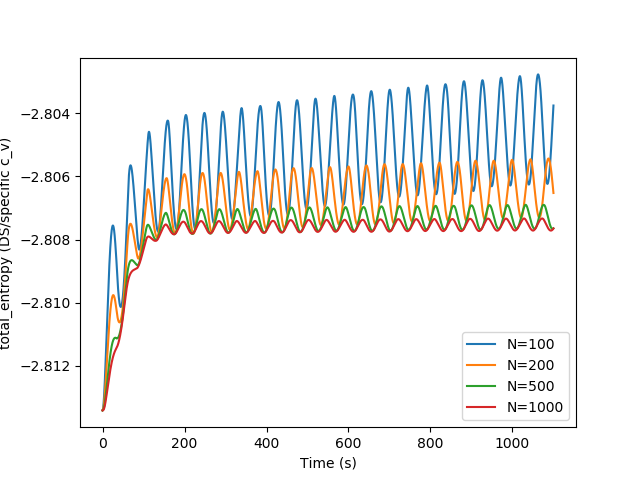 total_entropy (DS/specific c_v)
−2.804
−2.806
−2.808
−2.810
−2.812
0
200
400
600
800
1000
Time (s)
N=100
N=200
N=500
N=1000